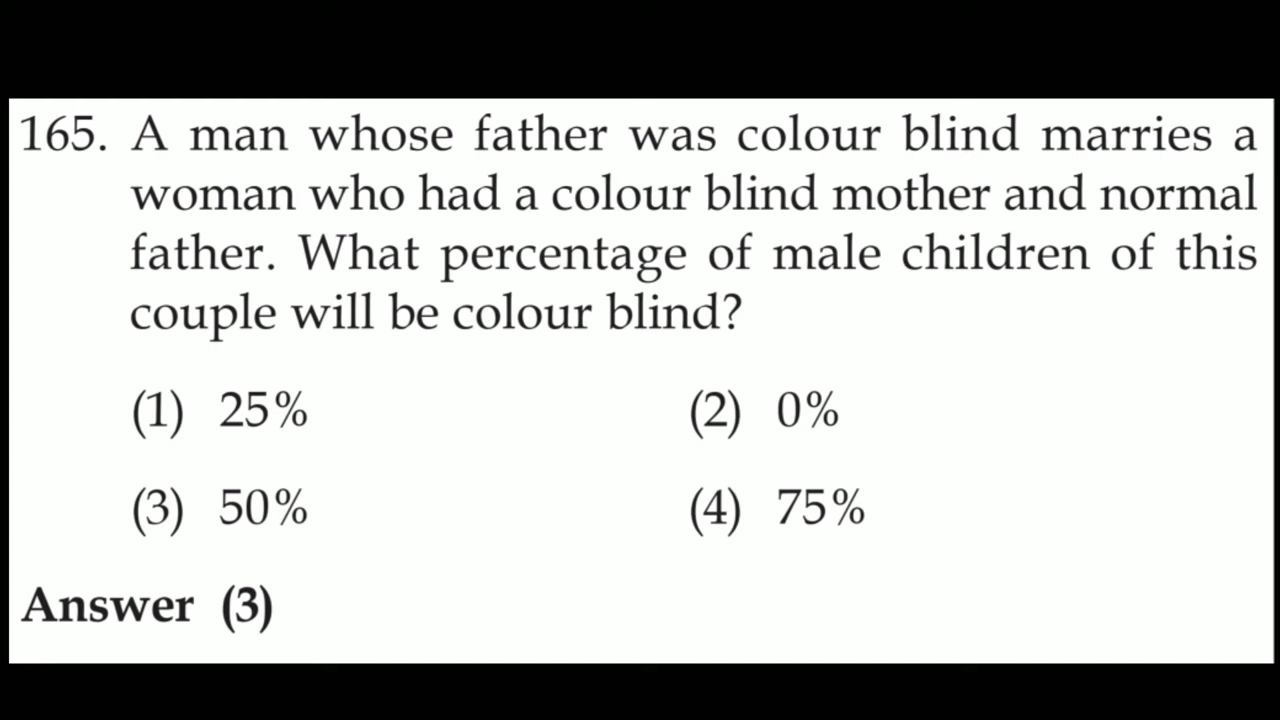 165. A man whose father was colour blind marries a
woman who had a colour blind mother and normal
father. What percentage of male children of this
couple will be colour blind?
(1) 25% (2) 0%
(3) 50% (4) 75%
Answer (3)